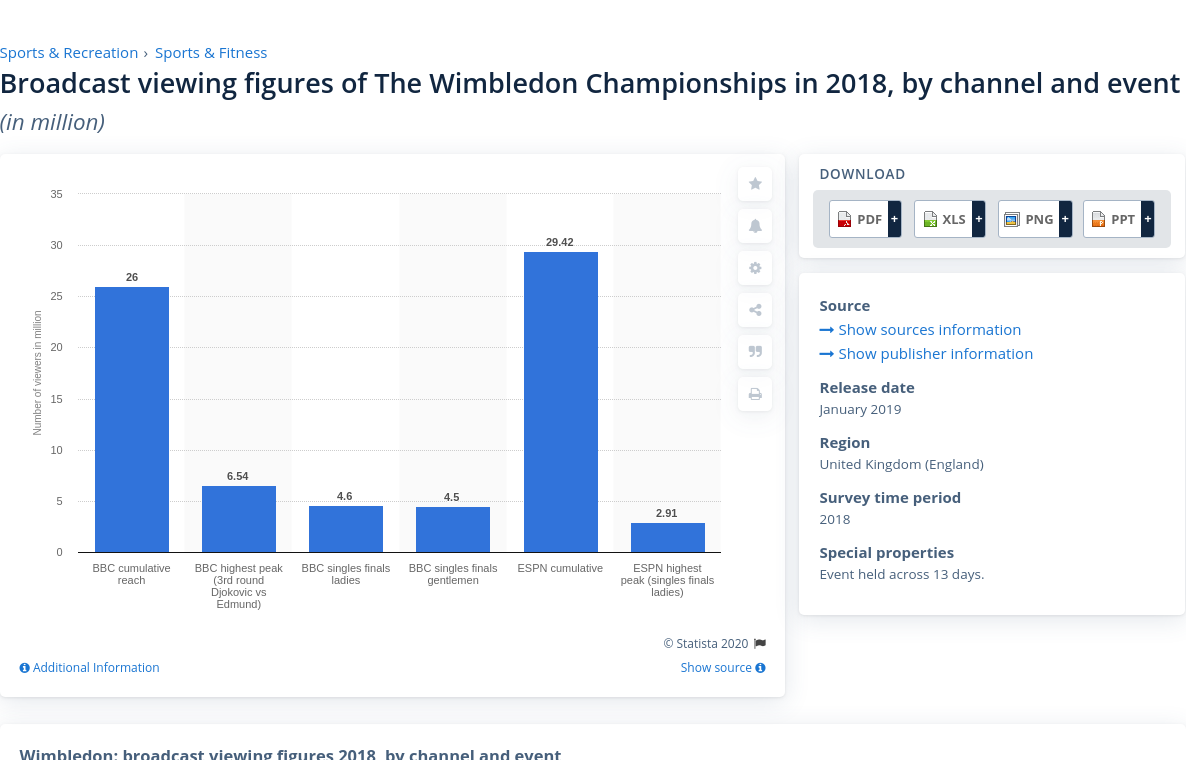 Sports & Recreation › Sports & Fitness
Broadcast viewing figures of The Wimbledon Championships in 2018, by channel and event
(in million)
35
30
25
20
15
10
5
0
Number of viewers in million
26
6.54
4.6
4.5
29.42
2.91
BBC cumulative
reach
BBC highest peak
(3rd round
Djokovic vs
Edmund)
BBC singles finals
ladies
BBC singles finals
gentlemen
ESPN cumulative
ESPN highest
peak (singles finals
ladies)
© Statista 2020
Additional Information
Show source
DOWNLOAD
PDF +
XLS +
PNG +
PPT +
Source
Show sources information
Show publisher information
Release date
January 2019
Region
United Kingdom (England)
Survey time period
2018
Special properties
Event held across 13 days.
Wimbledon: broadcast viewing figures 2018, by channel and event